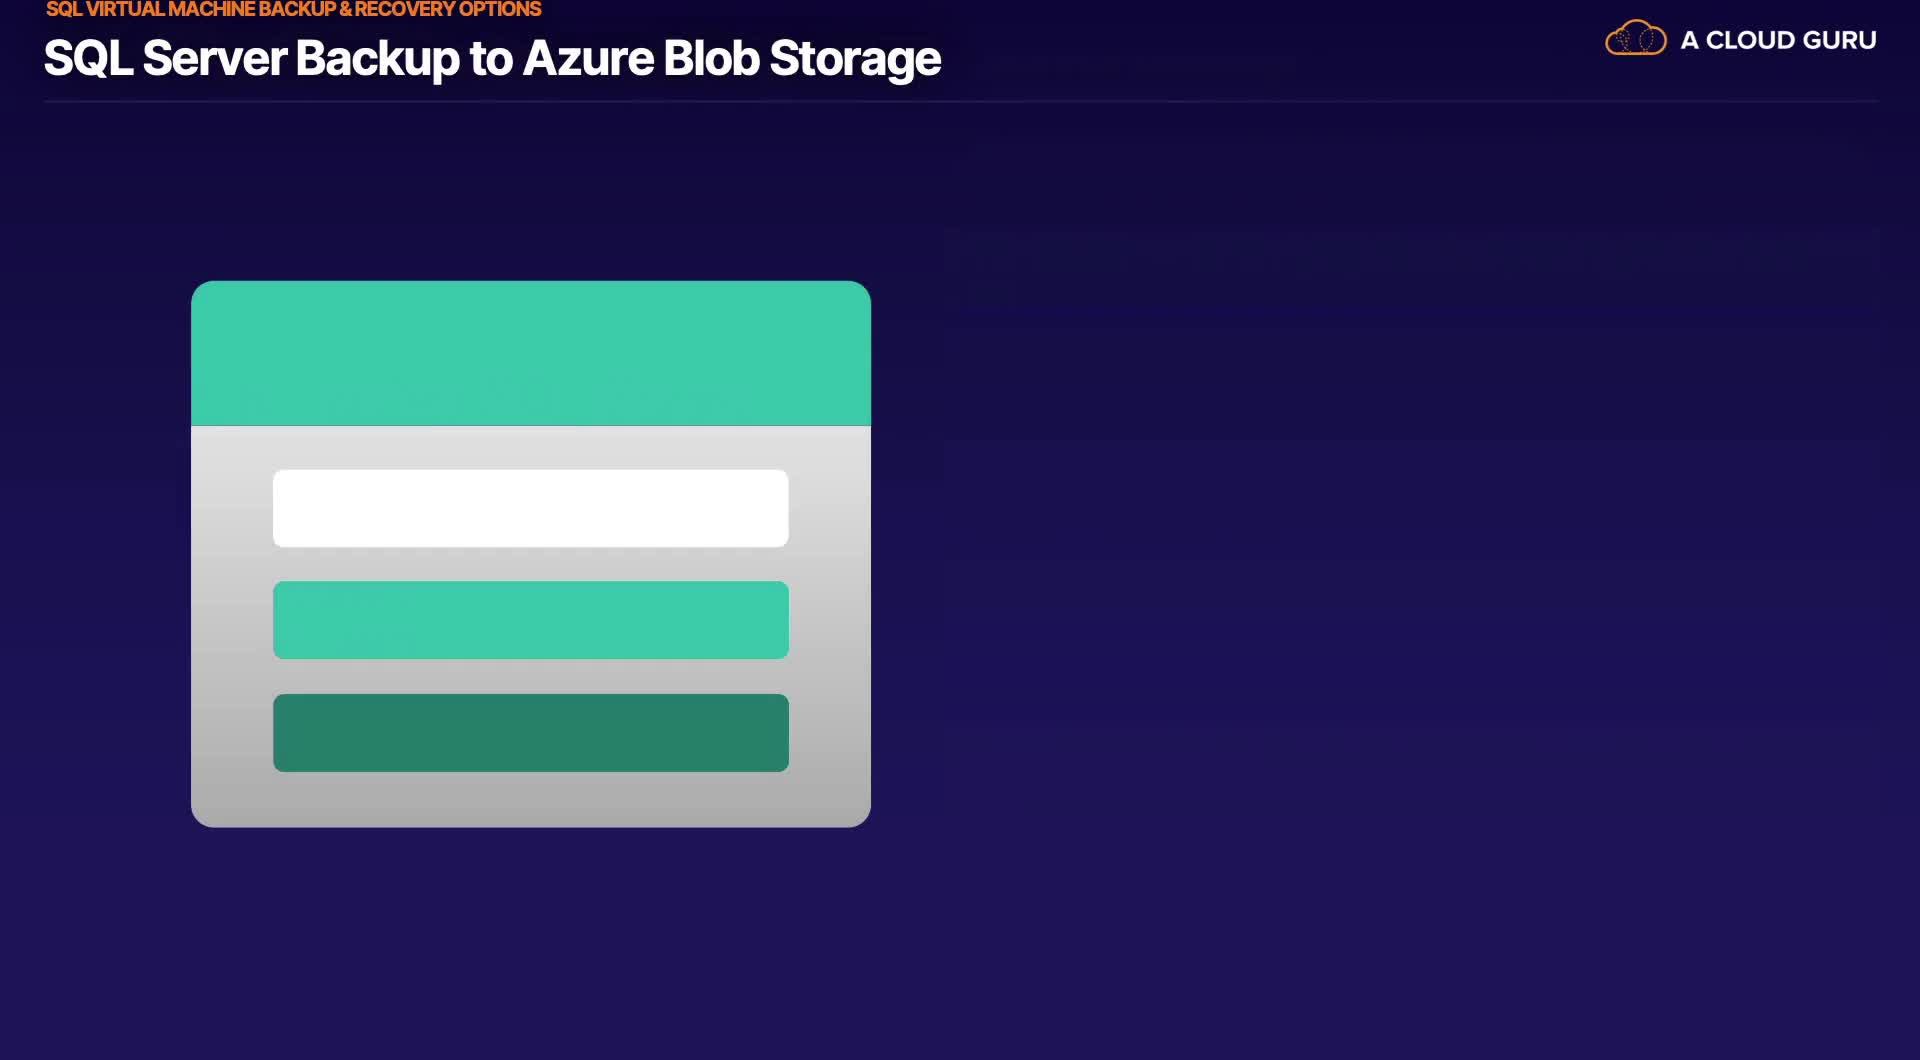 SQL VIRTUAL MACHINE BACKUP & RECOVERY OPTIONS
SQL Server Backup to Azure Blob Storage
A CLOUD GURU